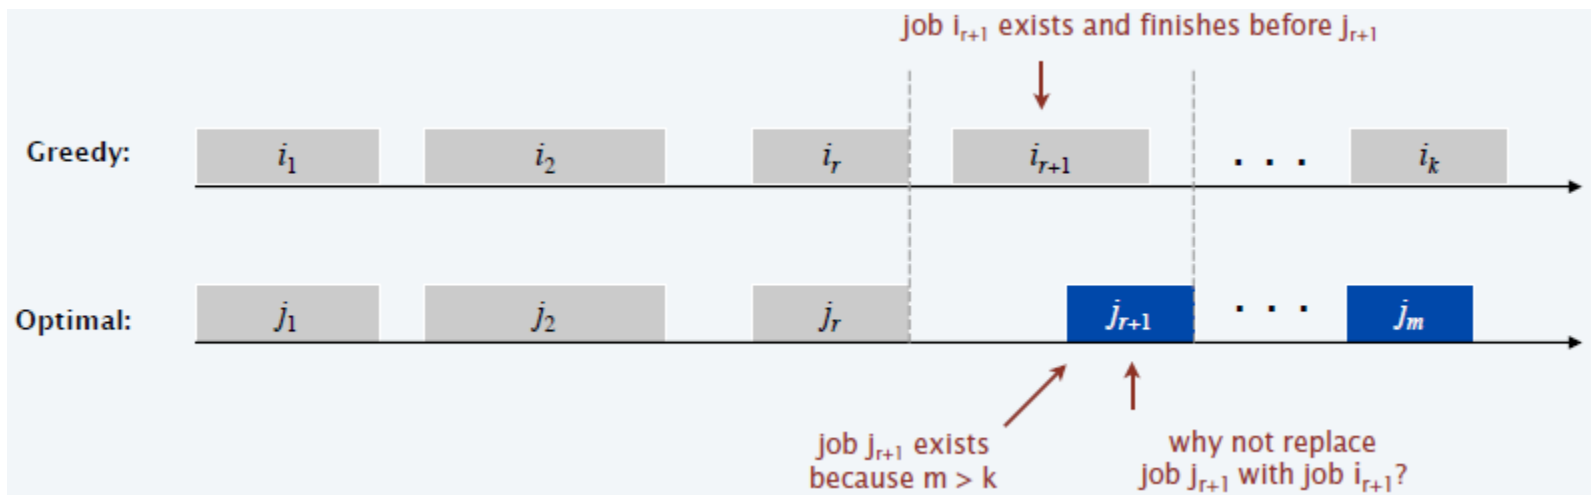 job i_{r+1} exists and finishes before j_{r+1}
Greedy: i_1 i_2 i_r i_{r+1} . . . i_k
Optimal: j_1 j_2 j_r j_{r+1} . . . j_m
job j_{r+1} exists
because m > k
why not replace
job j_{r+1} with job i_{r+1}?